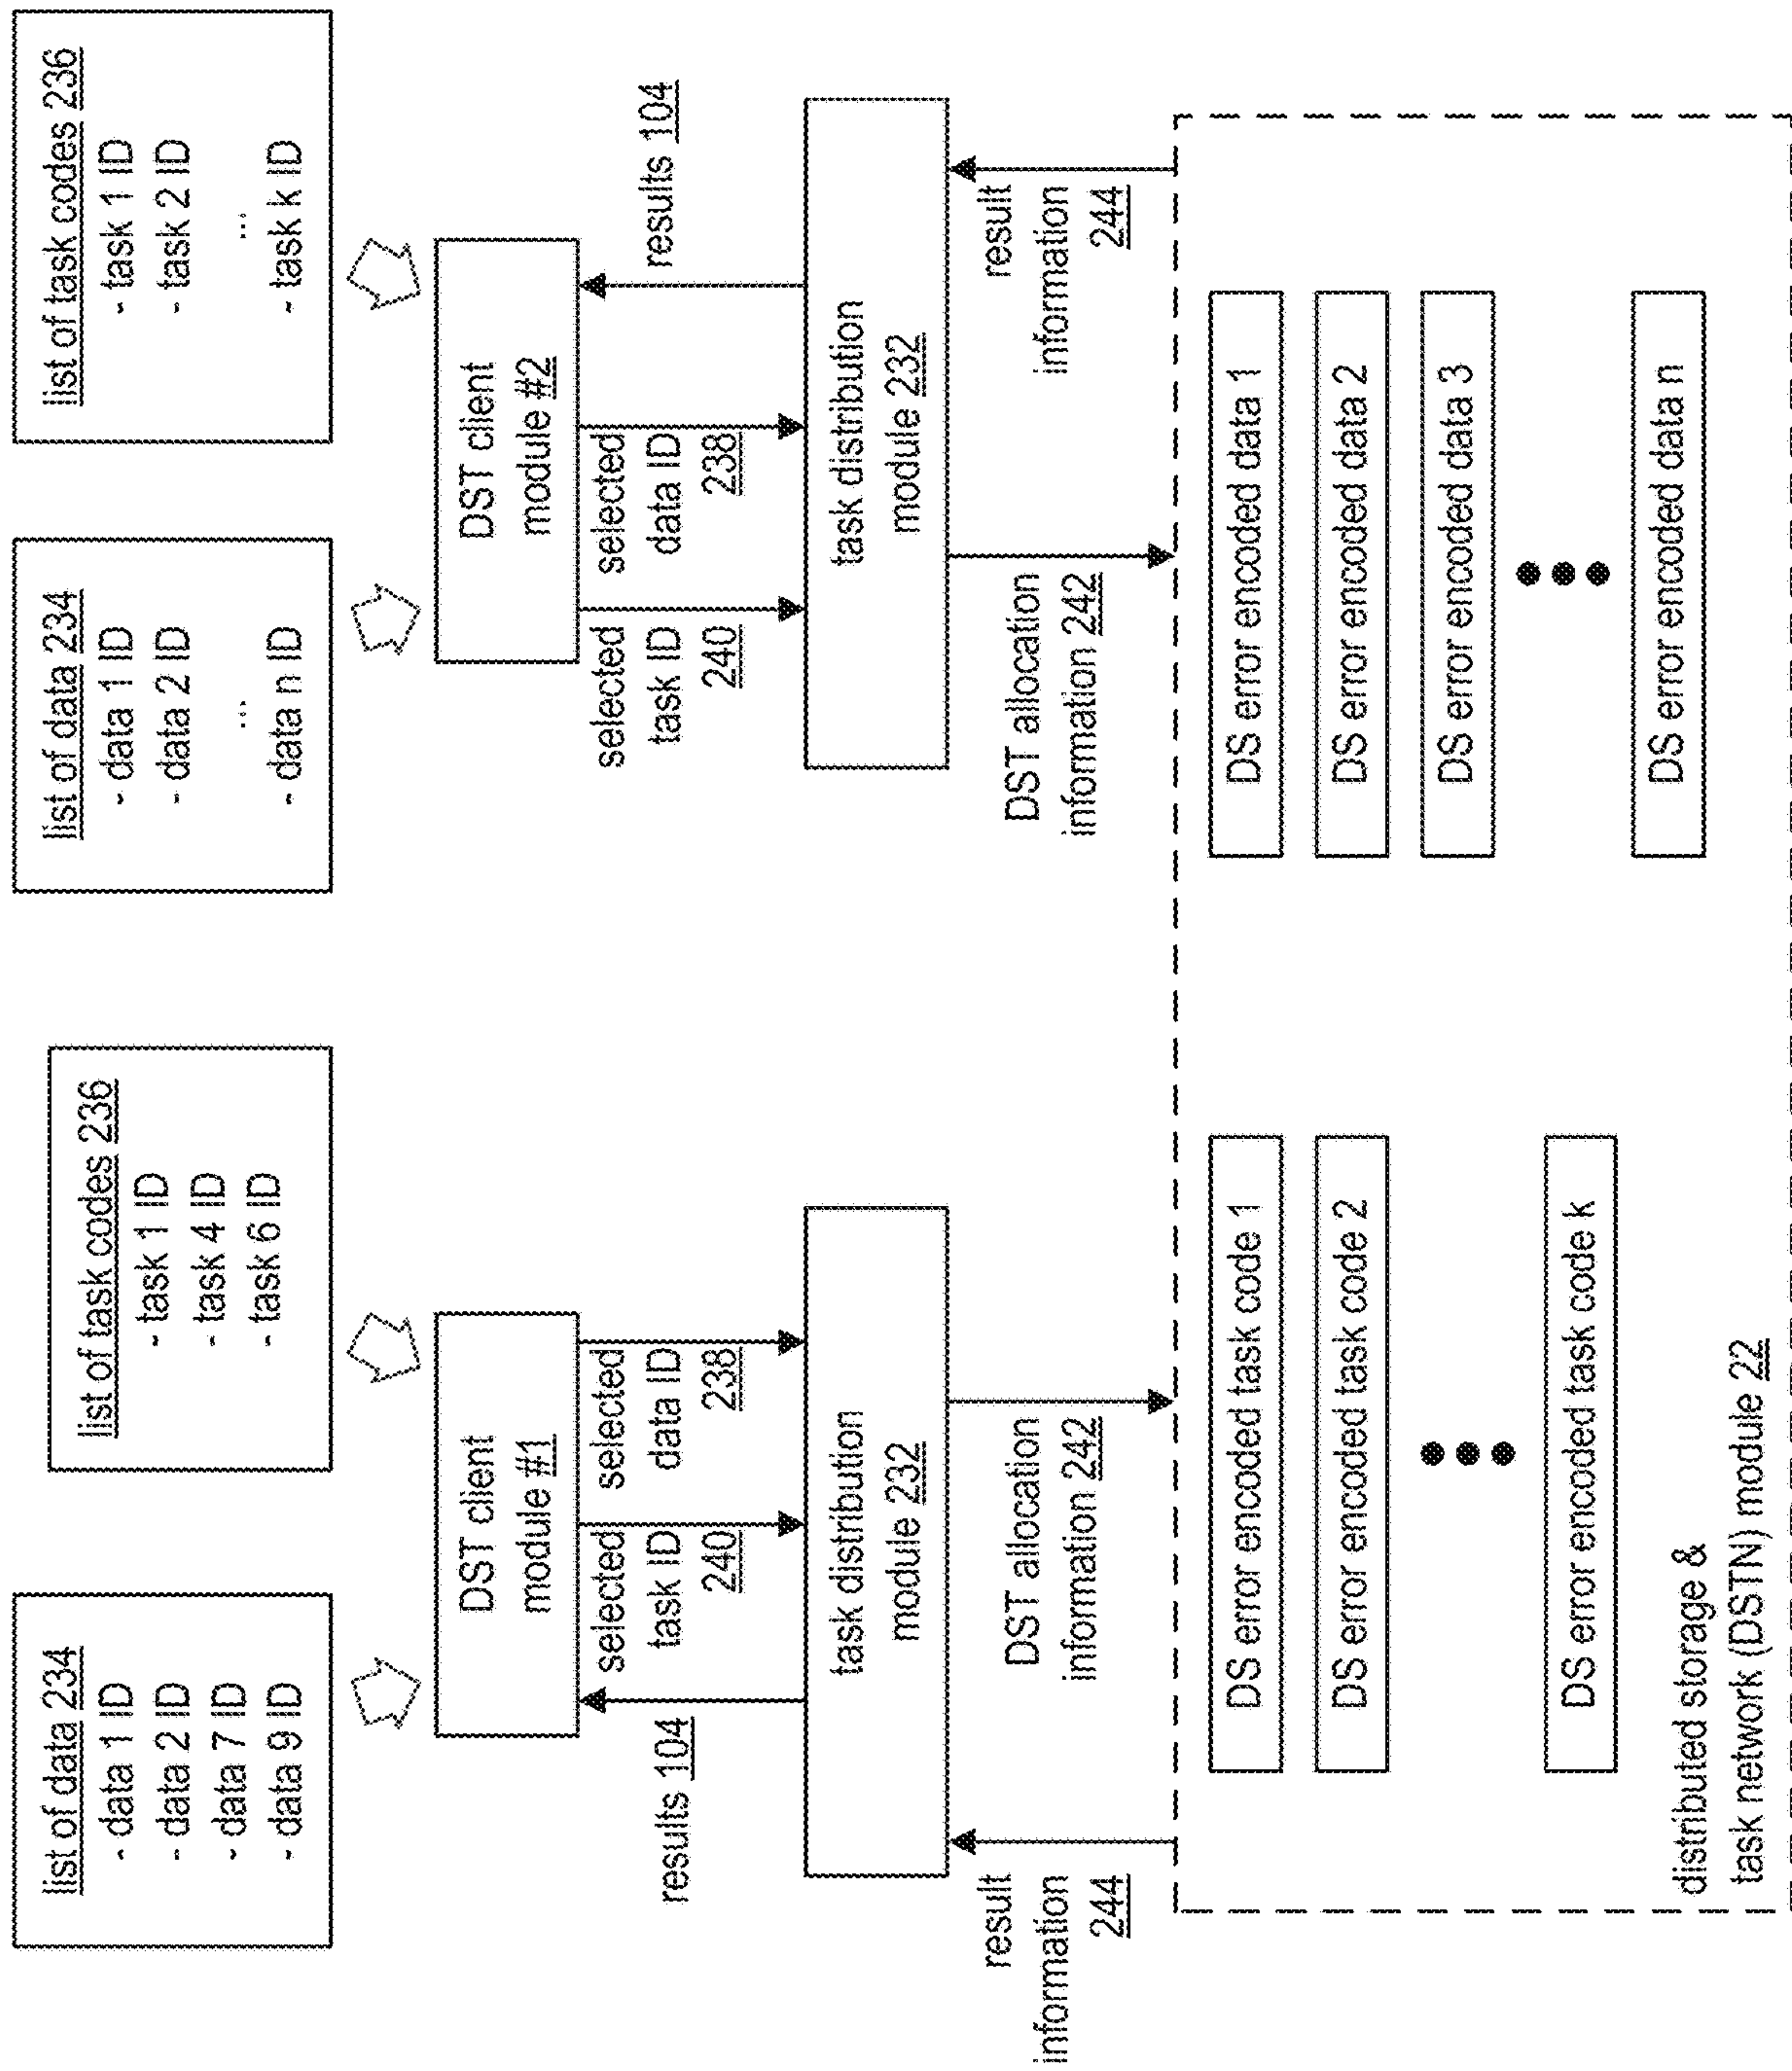 list of data 234
- data 1 ID
- data 2 ID
- data 7 ID
- data 9 ID
list of task codes 236
- task 1 ID
- task 4 ID
- task 6 ID
list of data 234
- data 1 ID
- data 2 ID
...
- data n ID
list of task codes 236
- task 1 ID
- task 2 ID
...
- task k ID
DST client
module #1
DST client
module #2
results 104
selected
task ID
240
selected
data ID
238
selected
task ID
240
selected
data ID
238
results 104
task distribution
module 232
task distribution
module 232
result
information
244
DST allocation
information 242
DST allocation
information 242
result
information
244
DS error encoded task code 1
DS error encoded task code 2
DS error encoded task code k
DS error encoded data 1
DS error encoded data 2
DS error encoded data 3
DS error encoded data n
distributed storage &
task network (DSTN) module 22